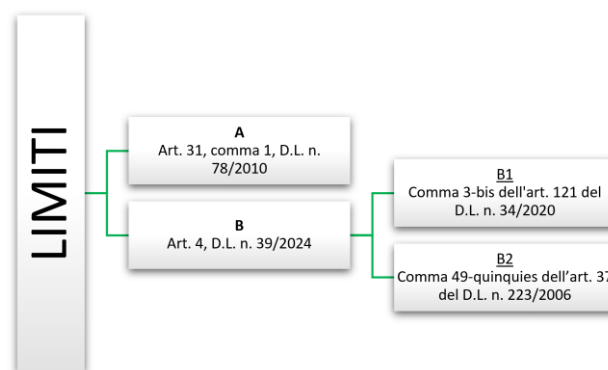 LIMITI
A
Art. 31, comma 1, D.L. n.
78/2010
B
Art. 4, D.L. n. 39/2024
B1
Comma 3-bis dell'art. 121 del
D.L. n. 34/2020
B2
Comma 49-quinquies dell’art. 37
del D.L. n. 223/2006